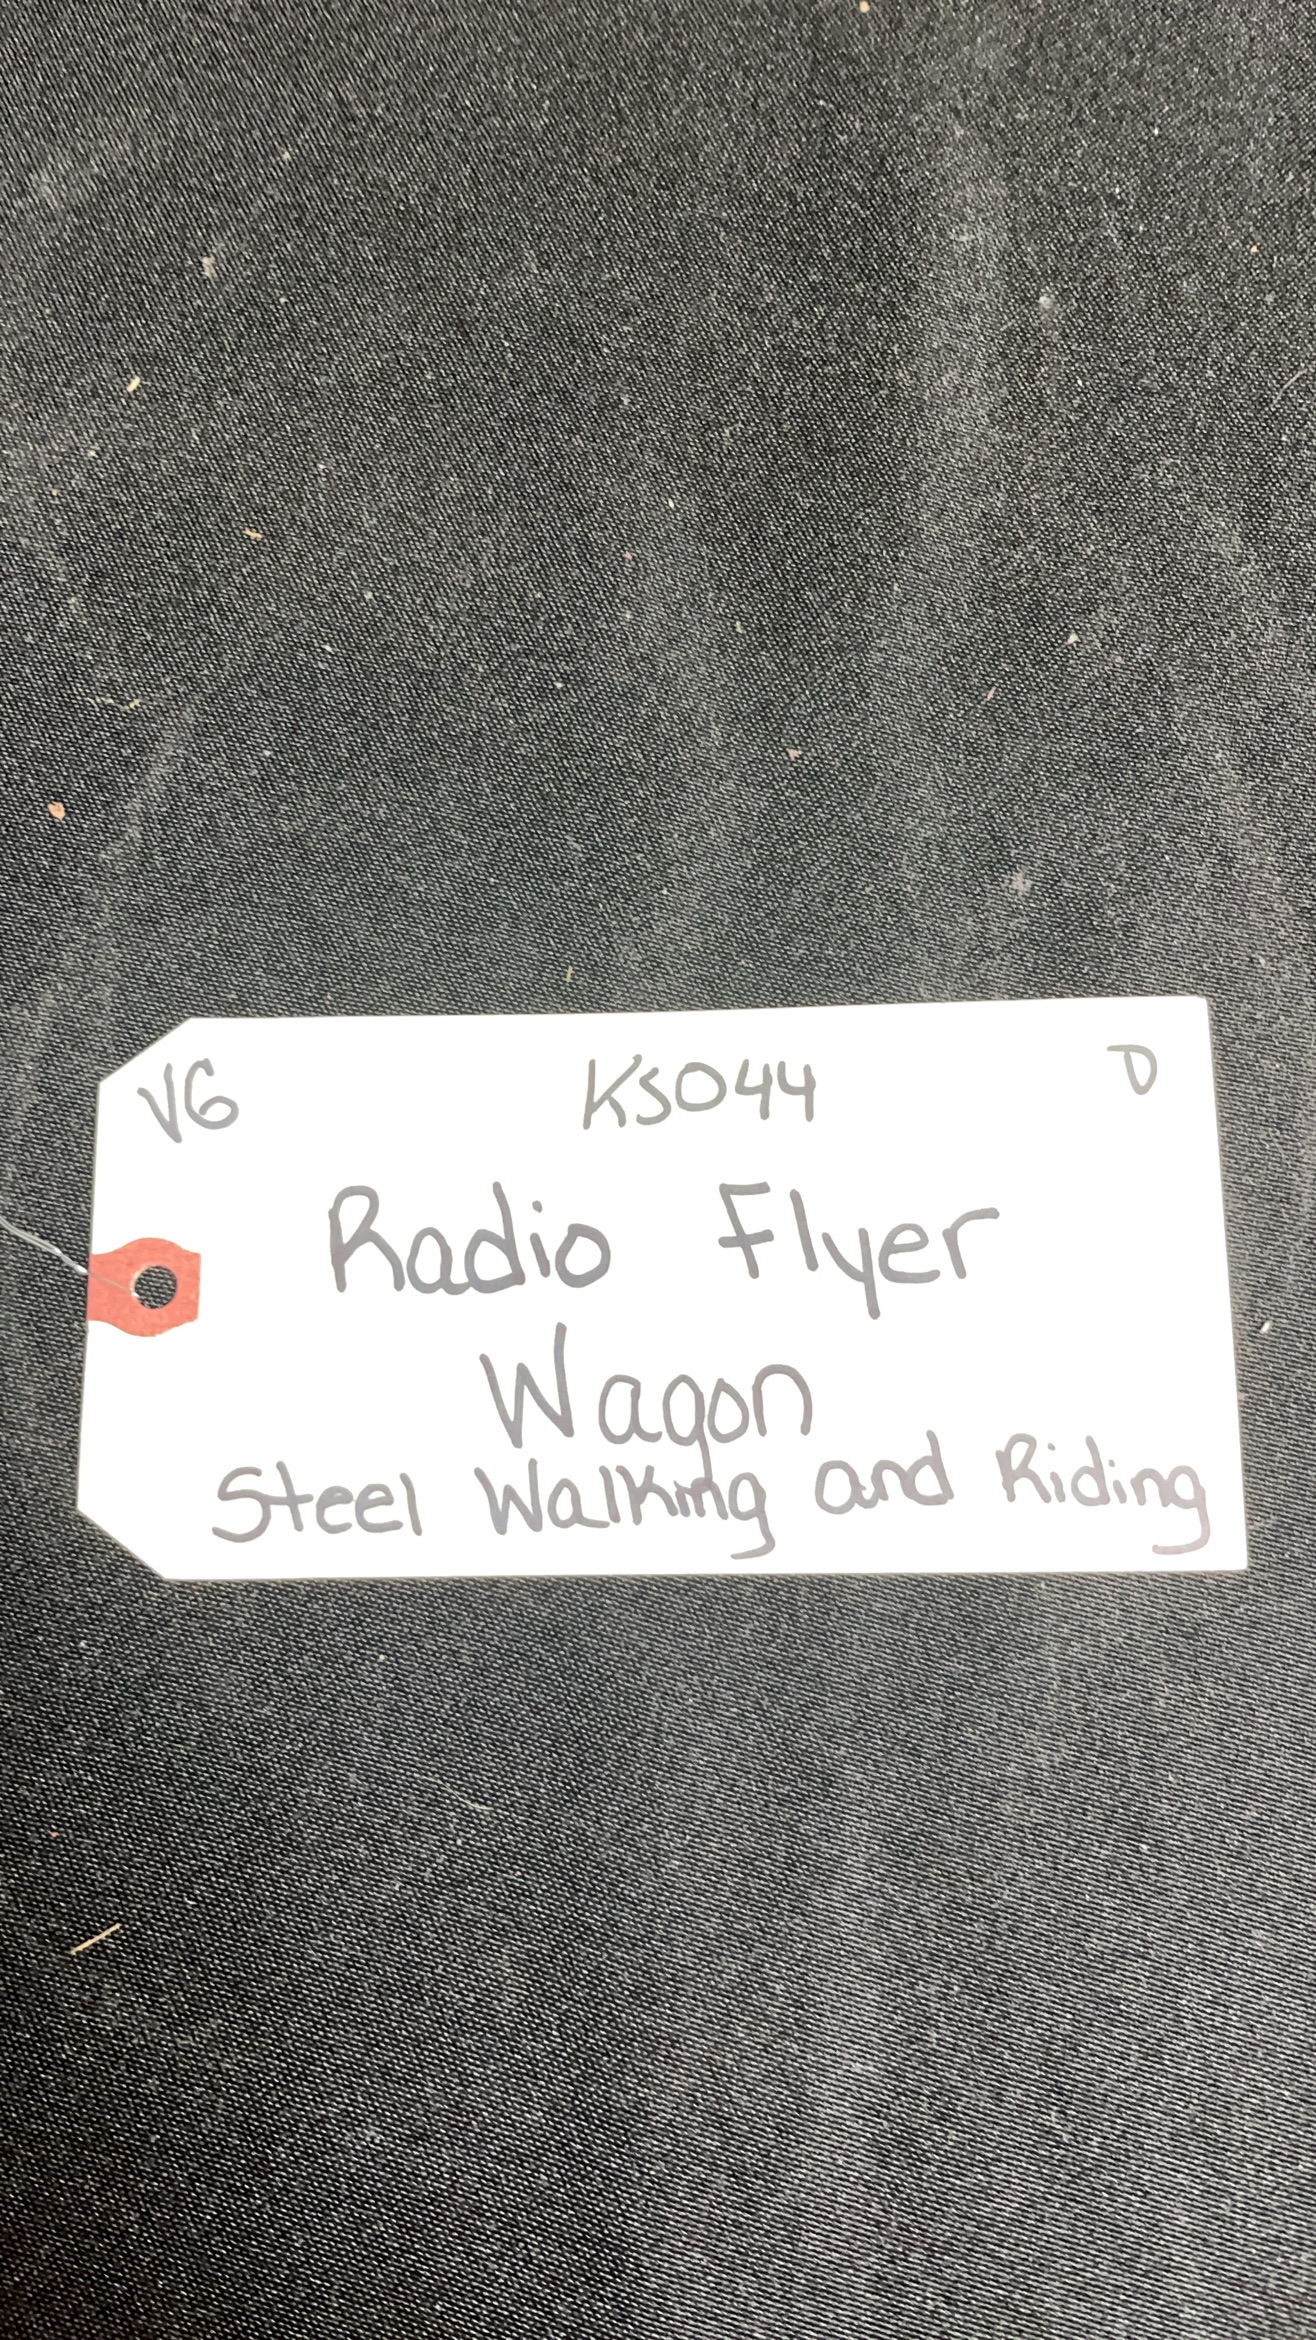 VG KS044 D
Radio Flyer
Wagon
Steel Walking and Riding